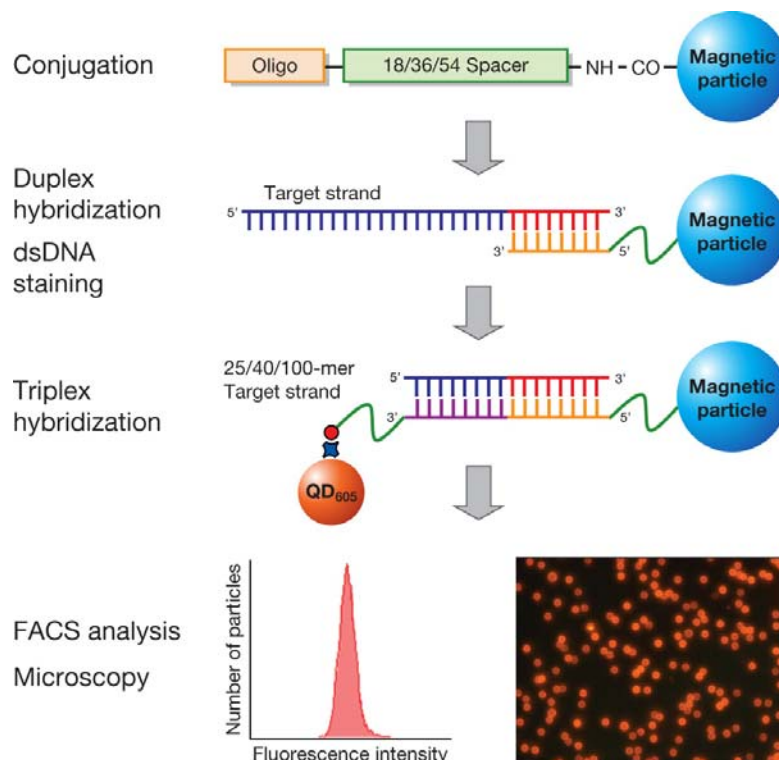 Conjugation
Oligo
18/36/54 Spacer
NH
CO
Magnetic
particle
Duplex
hybridization
dsDNA
staining
Target strand
5'
3'
3'
5'
Magnetic
particle
Triplex
hybridization
25/40/100-mer
Target strand
5'
3'
3'
5'
Magnetic
particle
QD605
FACS analysis
Microscopy
Number of particles
Fluorescence intensity